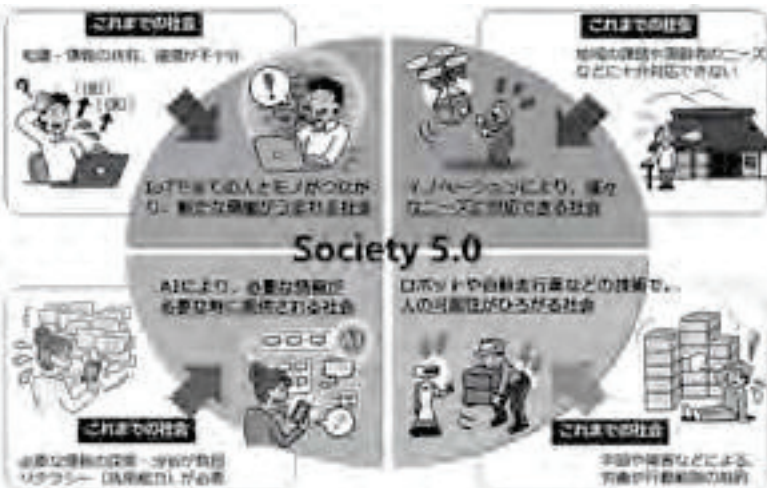 これまでの社会
知識・情報の共有、連携が不十分
IoTで全ての人とモノがつなが
り、新たな価値がうまれる社会
これまでの社会
地域の課題や高齢者のニーズ
などに十分対応できない
イノベーションにより、様々
なニーズに対応できる社会
Society 5.0
AIにより、必要な情報が
必要な時に提供される社会
これまでの社会
必要な情報の探索・分析が負担
リテラシー（活用能力）が必要
ロボットや自動走行車などの技術で、
人の可能性がひろがる社会
これまでの社会
年齢や障害などによる、
労働や行動範囲の制約